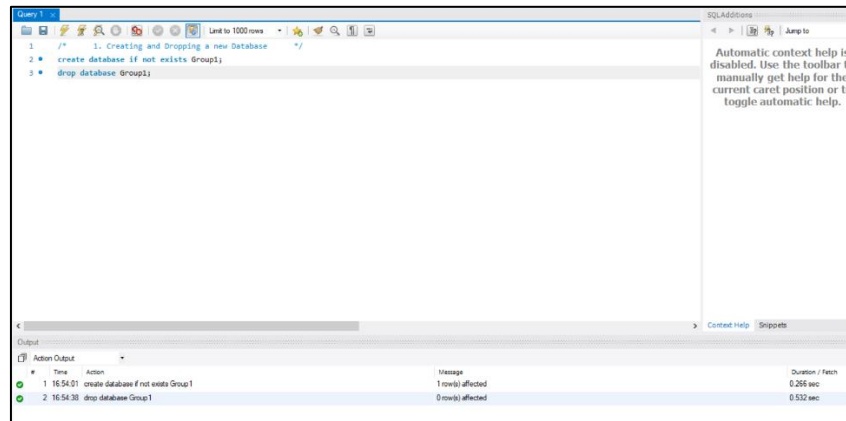 Query 1
Limit to 1000 rows
1 /* 1. Creating and Dropping a new Database */
2 create database if not exists Group1;
3 drop database Group1;
SQLAdditions
Jump to
Automatic context help is
disabled. Use the toolbar t
manually get help for the
current caret position or t
toggle automatic help.
Context Help Snippets
Output
Action Output
# Time Action Message Duration / Fetch
1 16:54:01 create database if not exists Group1 1 row(s) affected 0.266 sec
2 16:54:38 drop database Group1 0 row(s) affected 0.532 sec